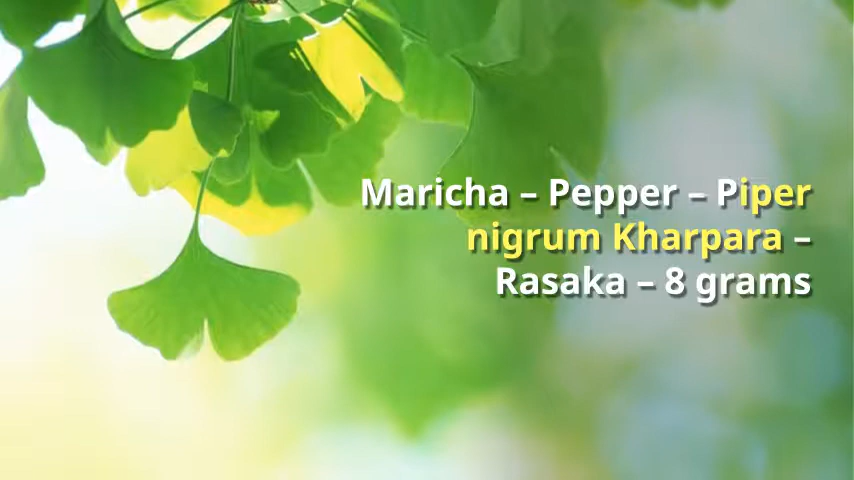 Maricha – Pepper – Piper
nigrum Kharpara –
Rasaka – 8 grams